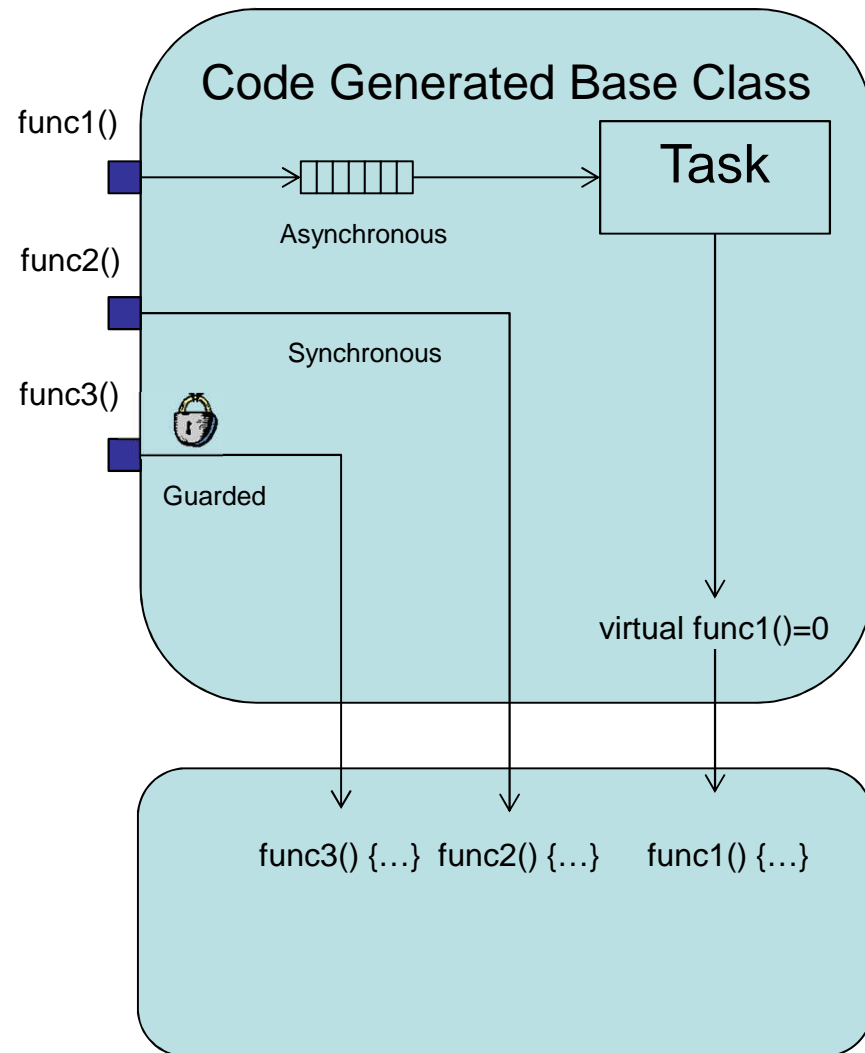 Code Generated Base Class
func1()
Task
Asynchronous
func2()
Synchronous
func3()
Guarded
virtual func1()=0
func3() {…} func2() {…} func1() {…}